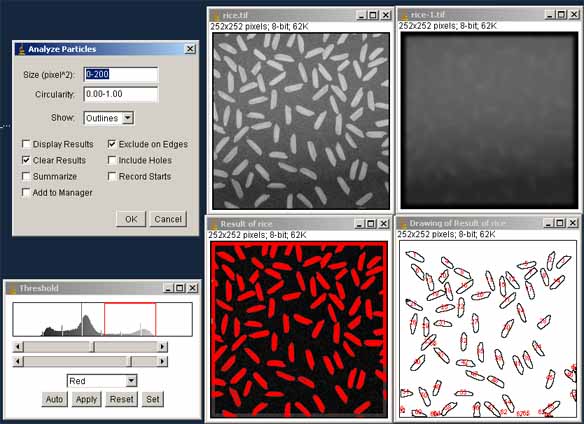 Analyze Particles
Size (pixel^2): 0-200
Circularity: 0.00-1.00
Show: Outlines
Display Results Exclude on Edges
Clear Results Include Holes
Summarize Record Starts
Add to Manager
OK Cancel
rice.tif
252x252 pixels; 8-bit; 62K
rice-1.tif
252x252 pixels; 8-bit; 62K
Threshold
Red
Auto Apply Reset Set
Result of rice
252x252 pixels; 8-bit; 62K
Drawing of Result of rice
252x252 pixels; 8-bit; 62K